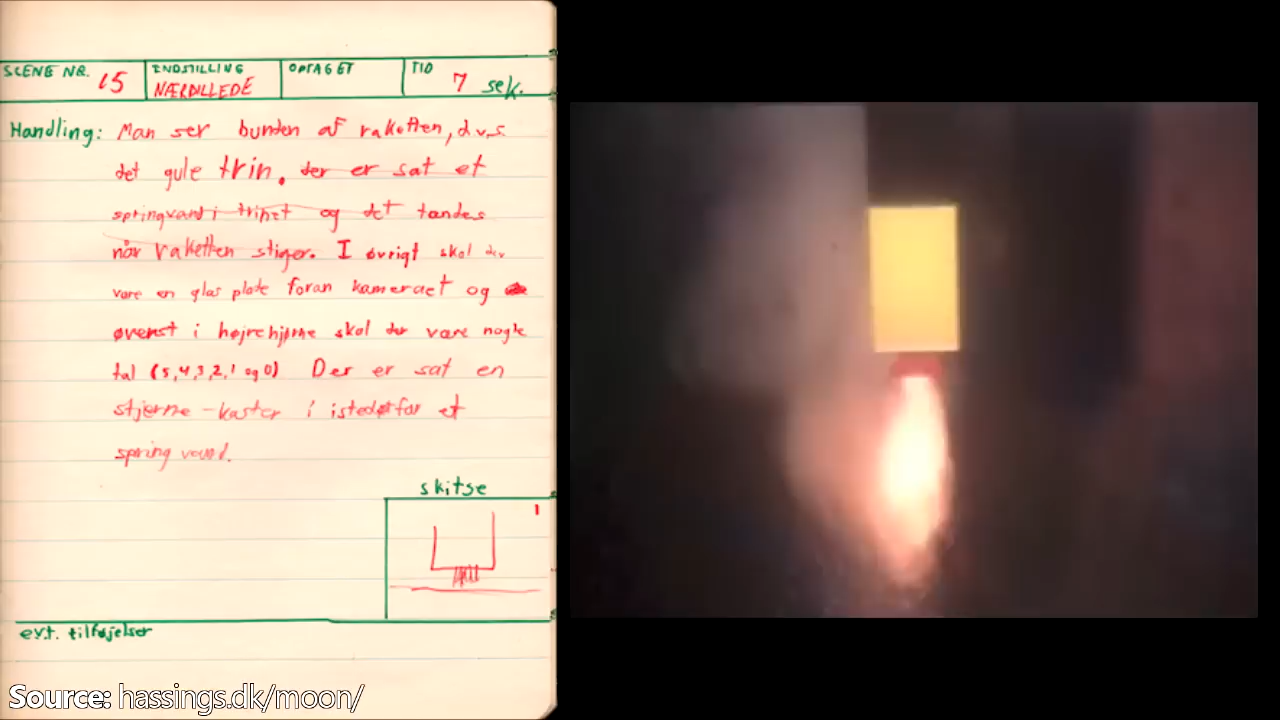 SCENE NR. 15 INDSTILLING NÆRBILLEDE OPTAGET TID 7 sek.
Handling: Man ser bunden af raketten, d.v.s.
det gule trin. der er sat et
springvand i trinet og det tændes
når raketten stiger. I øvrigt skal der
være en glas plade foran kameraet og
øverst i højrehjørne skal der være nogle
tal (5,4,3,2,1 og 0) Der er sat en
stjerne-kaster i istedetfor et
spring vand.
skitse
1
evt. tilføjelser
Source: hassings.dk/moon/